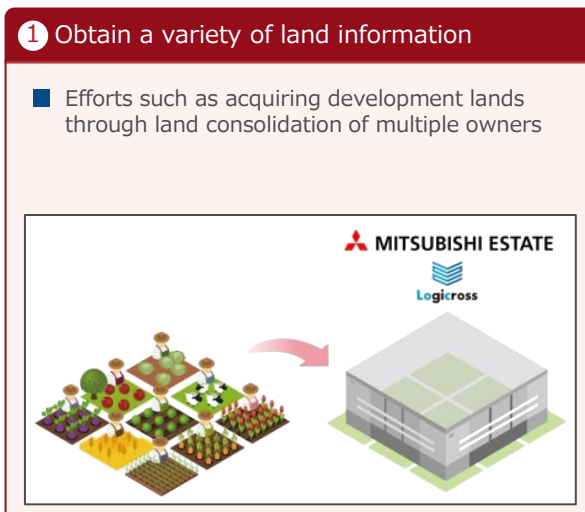 1 Obtain a variety of land information
Efforts such as acquiring development lands
through land consolidation of multiple owners
MITSUBISHI ESTATE
Logicross